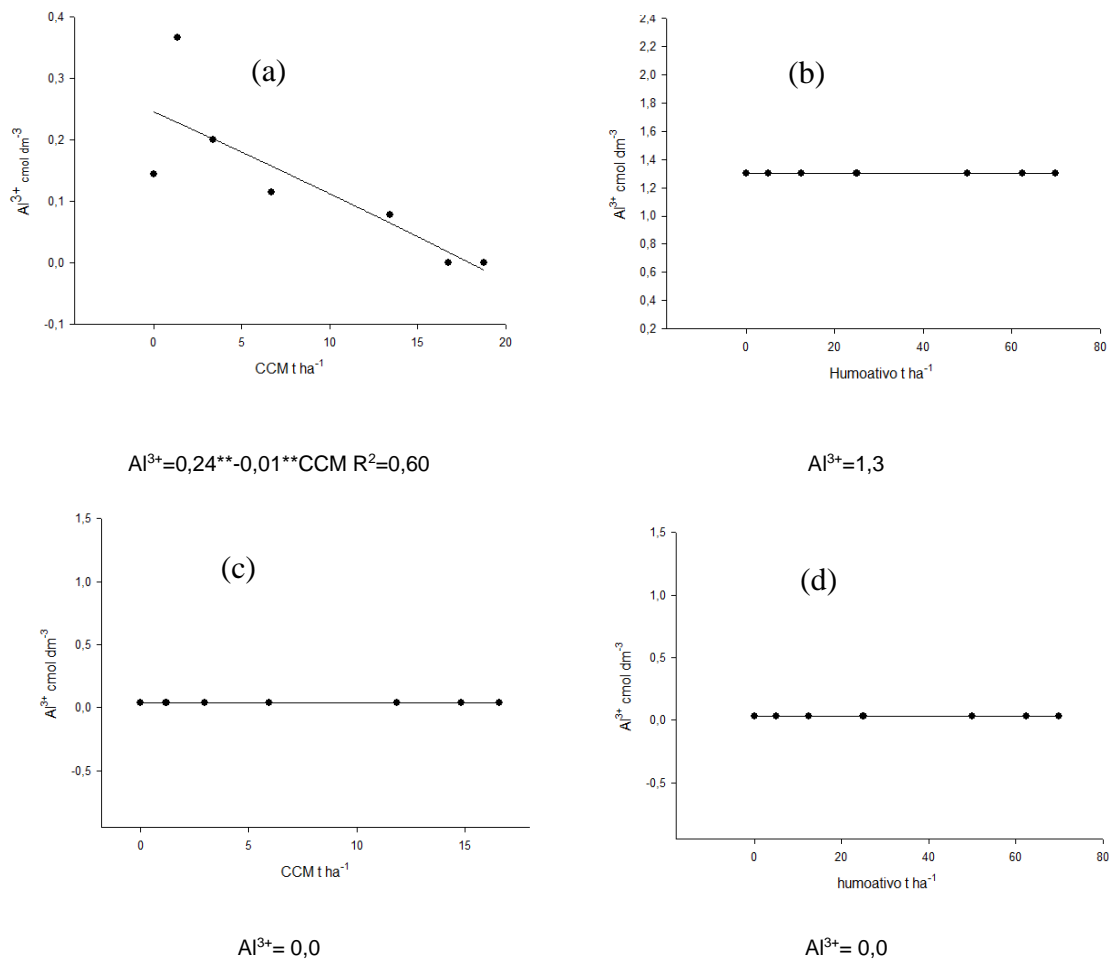 (a)
0,4
0,3
0,2
0,1
0,0
-0,1
Al³⁺ cmol dm⁻³
0 5 10 15 20
CCM t ha⁻¹
Al³⁺=0,24**-0,01**CCM R²=0,60
(b)
2,4
2,2
2,0
1,8
1,6
1,4
1,2
1,0
0,8
0,6
0,4
0,2
Al³⁺ cmol dm⁻³
0 20 40 60 80
Humoativo t ha⁻¹
Al³⁺=1,3
(c)
1,5
1,0
0,5
0,0
-0,5
Al³⁺ cmol dm⁻³
0 5 10 15
CCM t ha⁻¹
Al³⁺= 0,0
(d)
1,5
1,0
0,5
0,0
-0,5
Al³⁺ cmol dm⁻³
0 20 40 60 80
humoativo t ha⁻¹
Al³⁺= 0,0